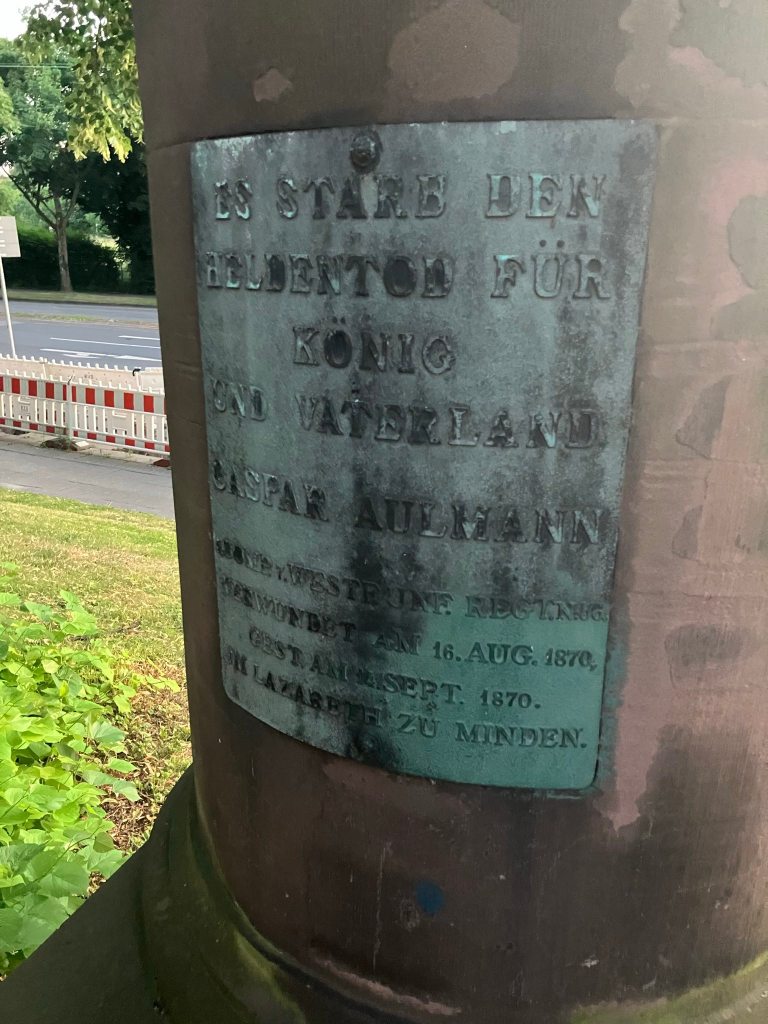 ES STARB DEN
HELDENTOD FÜR
KÖNIG
UND VATERLAND
CASPAR AULMANN
WESTF. INF. REGT. No
VERWUNDET AM 16. AUG. 1870,
GEST. AM SEPT. 1870.
IM LAZARETH ZU MINDEN.